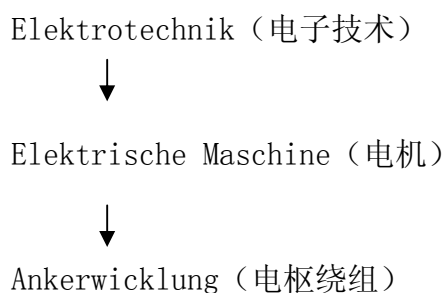 Elektrotechnik（电子技术）
Elektrische Maschine（电机）
Ankerwicklung（电枢绕组）